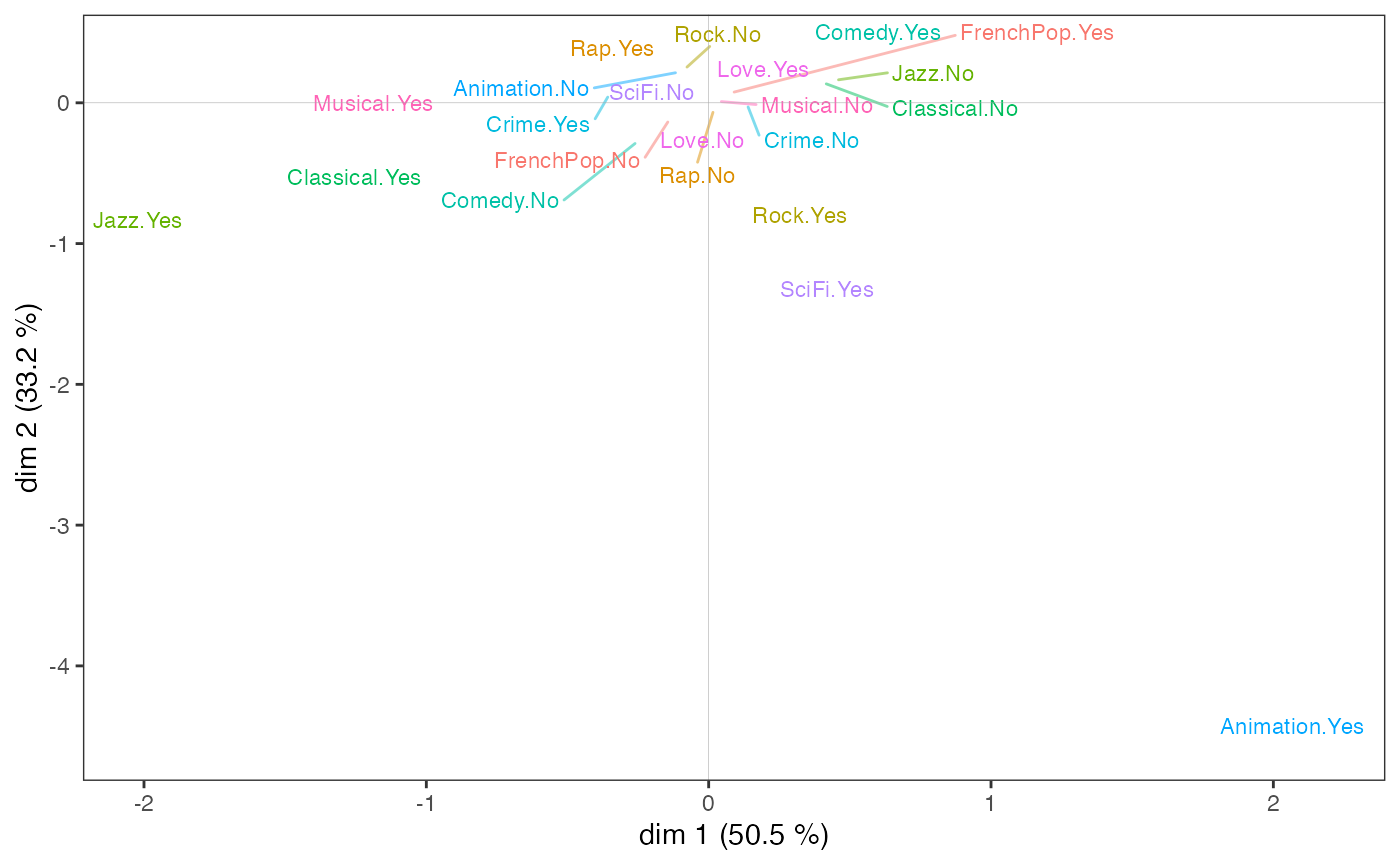 Rock.No
Comedy.Yes
FrenchPop.Yes
Rap.Yes
Love.Yes
Jazz.No
Animation.No
SciFi.No
Musical.Yes
Musical.No
Classical.No
Crime.Yes
Love.No
Crime.No
FrenchPop.No
Rap.No
Classical.Yes
Comedy.No
Jazz.Yes
Rock.Yes
SciFi.Yes
Animation.Yes
0
-1
-2
-3
-4
dim 2 (33.2 %)
-2 -1 0 1 2
dim 1 (50.5 %)